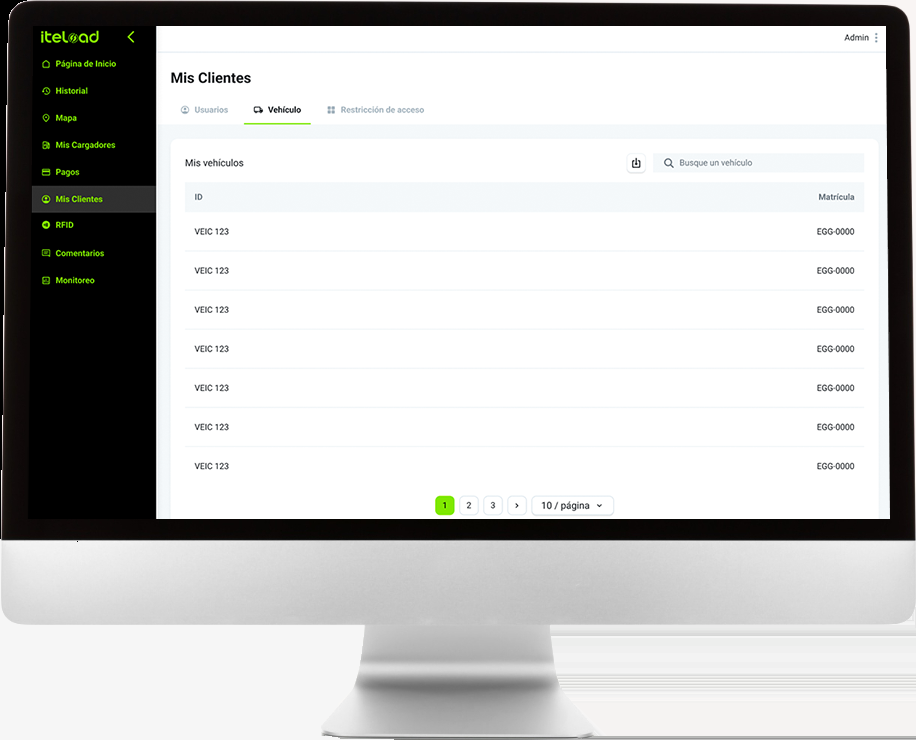 iteload
Admin
Página de Inicio
Historial
Mapa
Mis Cargadores
Pagos
Mis Clientes
RFID
Comentarios
Monitoreo
Mis Clientes
Usuarios Vehículo Restricción de acceso
Mis vehículos Busque un vehículo
ID Matrícula
VEIC 123 EGG-0000
VEIC 123 EGG-0000
VEIC 123 EGG-0000
VEIC 123 EGG-0000
VEIC 123 EGG-0000
VEIC 123 EGG-0000
VEIC 123 EGG-0000
1 2 3 10 / página